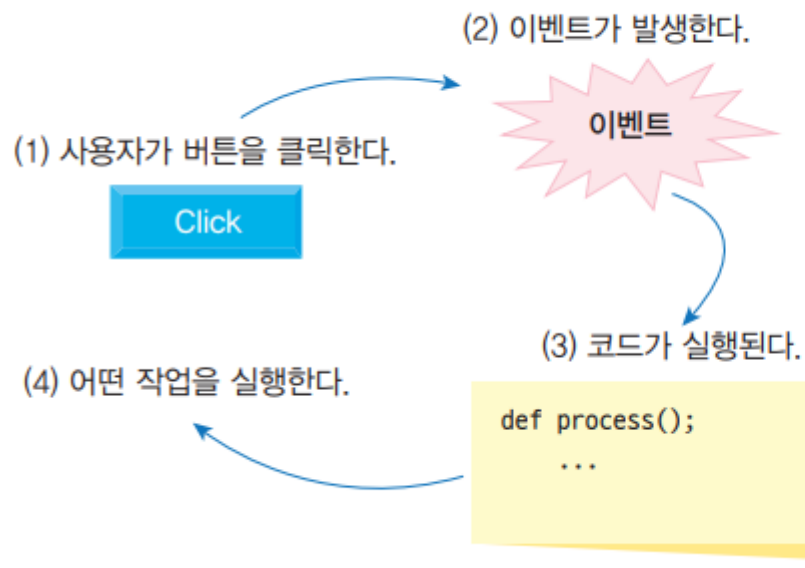 (1) 사용자가 버튼을 클릭한다.
Click
(2) 이벤트가 발생한다.
이벤트
(3) 코드가 실행된다.
def process();
...
(4) 어떤 작업을 실행한다.